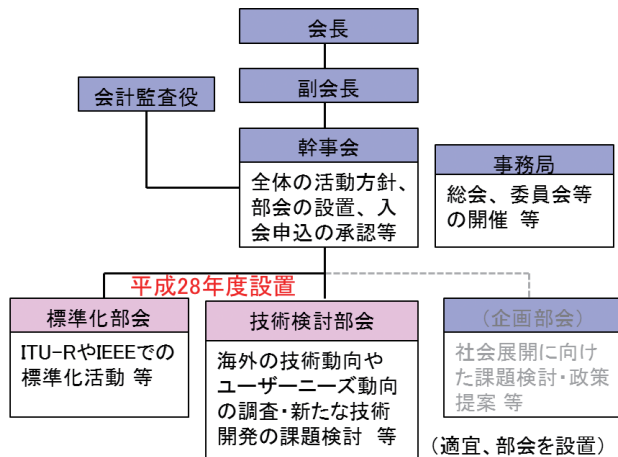 会長
副会長
会計監査役
幹事会
全体の活動方針、
部会の設置、入
会申込の承認等
事務局
総会、委員会等
の開催 等
平成28年度設置
標準化部会
ITU-RやIEEEでの
標準化活動 等
技術検討部会
海外の技術動向や
ユーザーニーズ動向
の調査・新たな技術
開発の課題検討 等
(企画部会)
社会展開に向け
た課題検討・政策
提案 等
(適宜、部会を設置)